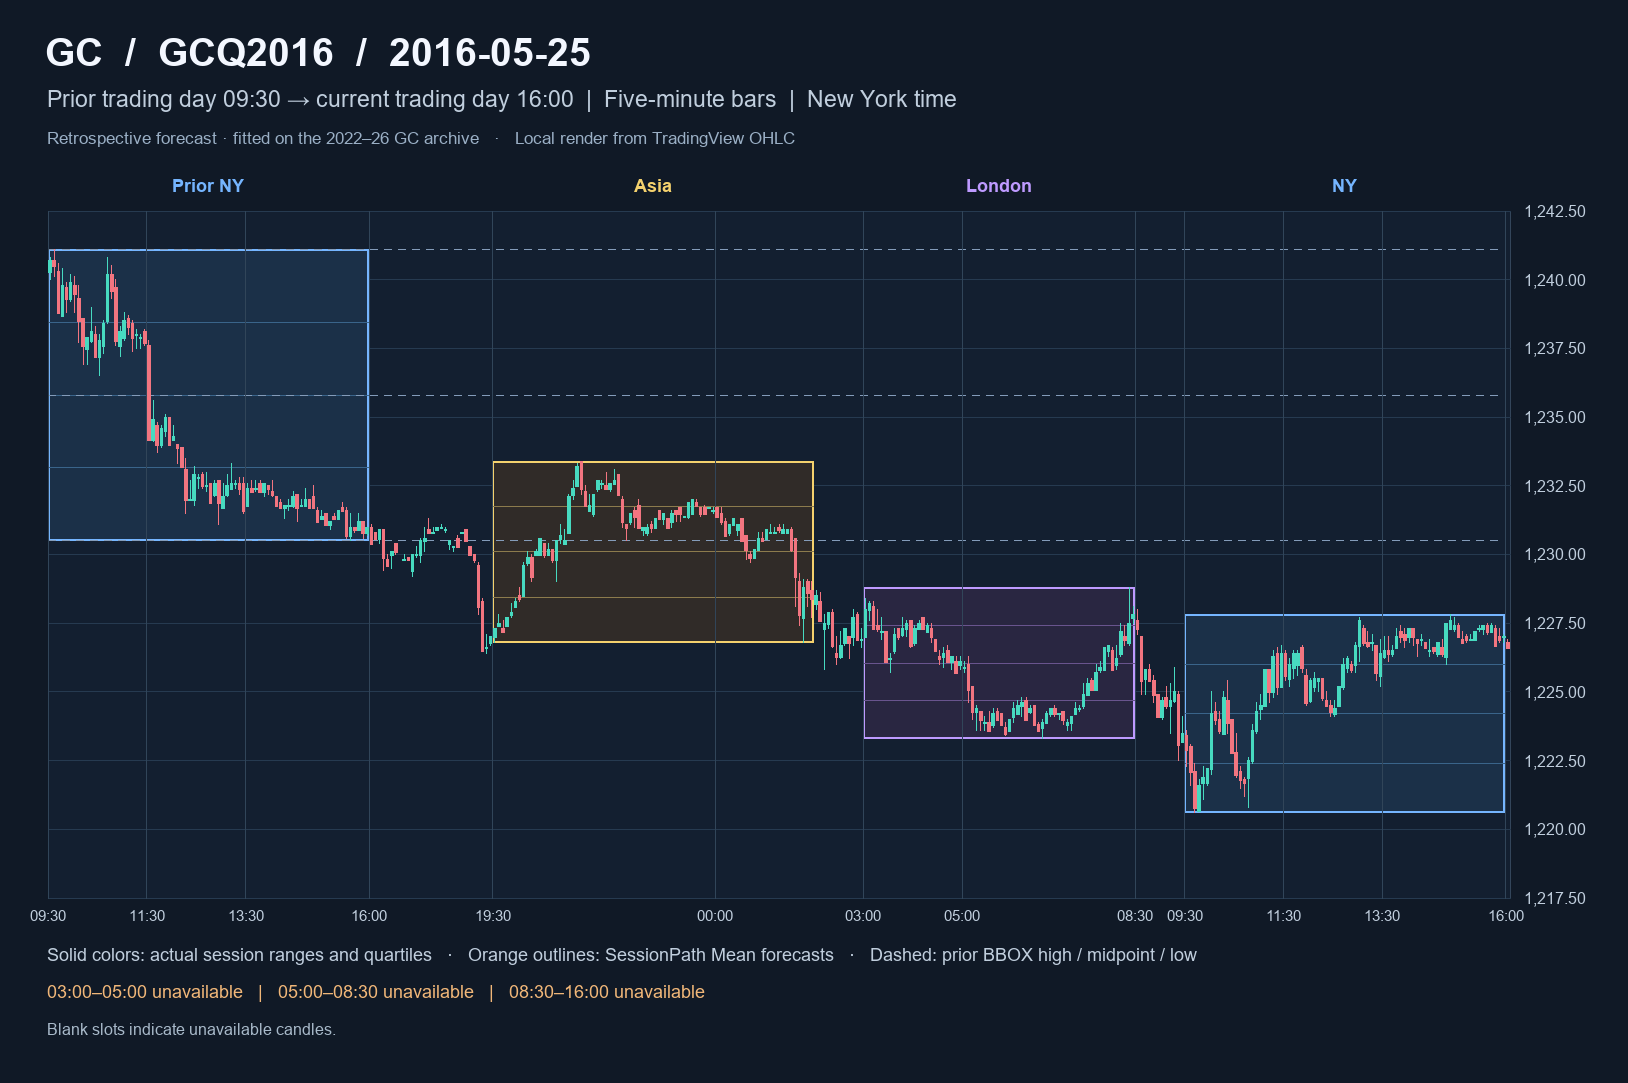 GC / GCQ2016 / 2016-05-25
Prior trading day 09:30 → current trading day 16:00 | Five-minute bars | New York time
Retrospective forecast · fitted on the 2022–26 GC archive · Local render from TradingView OHLC
Prior NY Asia London NY
1,242.50
1,240.00
1,237.50
1,235.00
1,232.50
1,230.00
1,227.50
1,225.00
1,222.50
1,220.00
1,217.50
09:30 11:30 13:30 16:00 19:30 00:00 03:00 05:00 08:30 09:30 11:30 13:30 16:00
Solid colors: actual session ranges and quartiles · Orange outlines: SessionPath Mean forecasts · Dashed: prior BBOX high / midpoint / low
03:00–05:00 unavailable | 05:00–08:30 unavailable | 08:30–16:00 unavailable
Blank slots indicate unavailable candles.